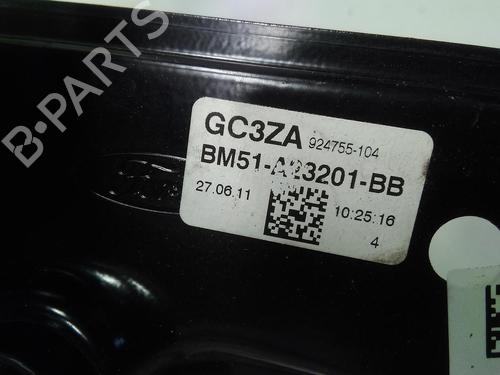 B-PARTS
GC3ZA 924755-104
BM51-A23201-BB
27.06.11 10:25:16
4